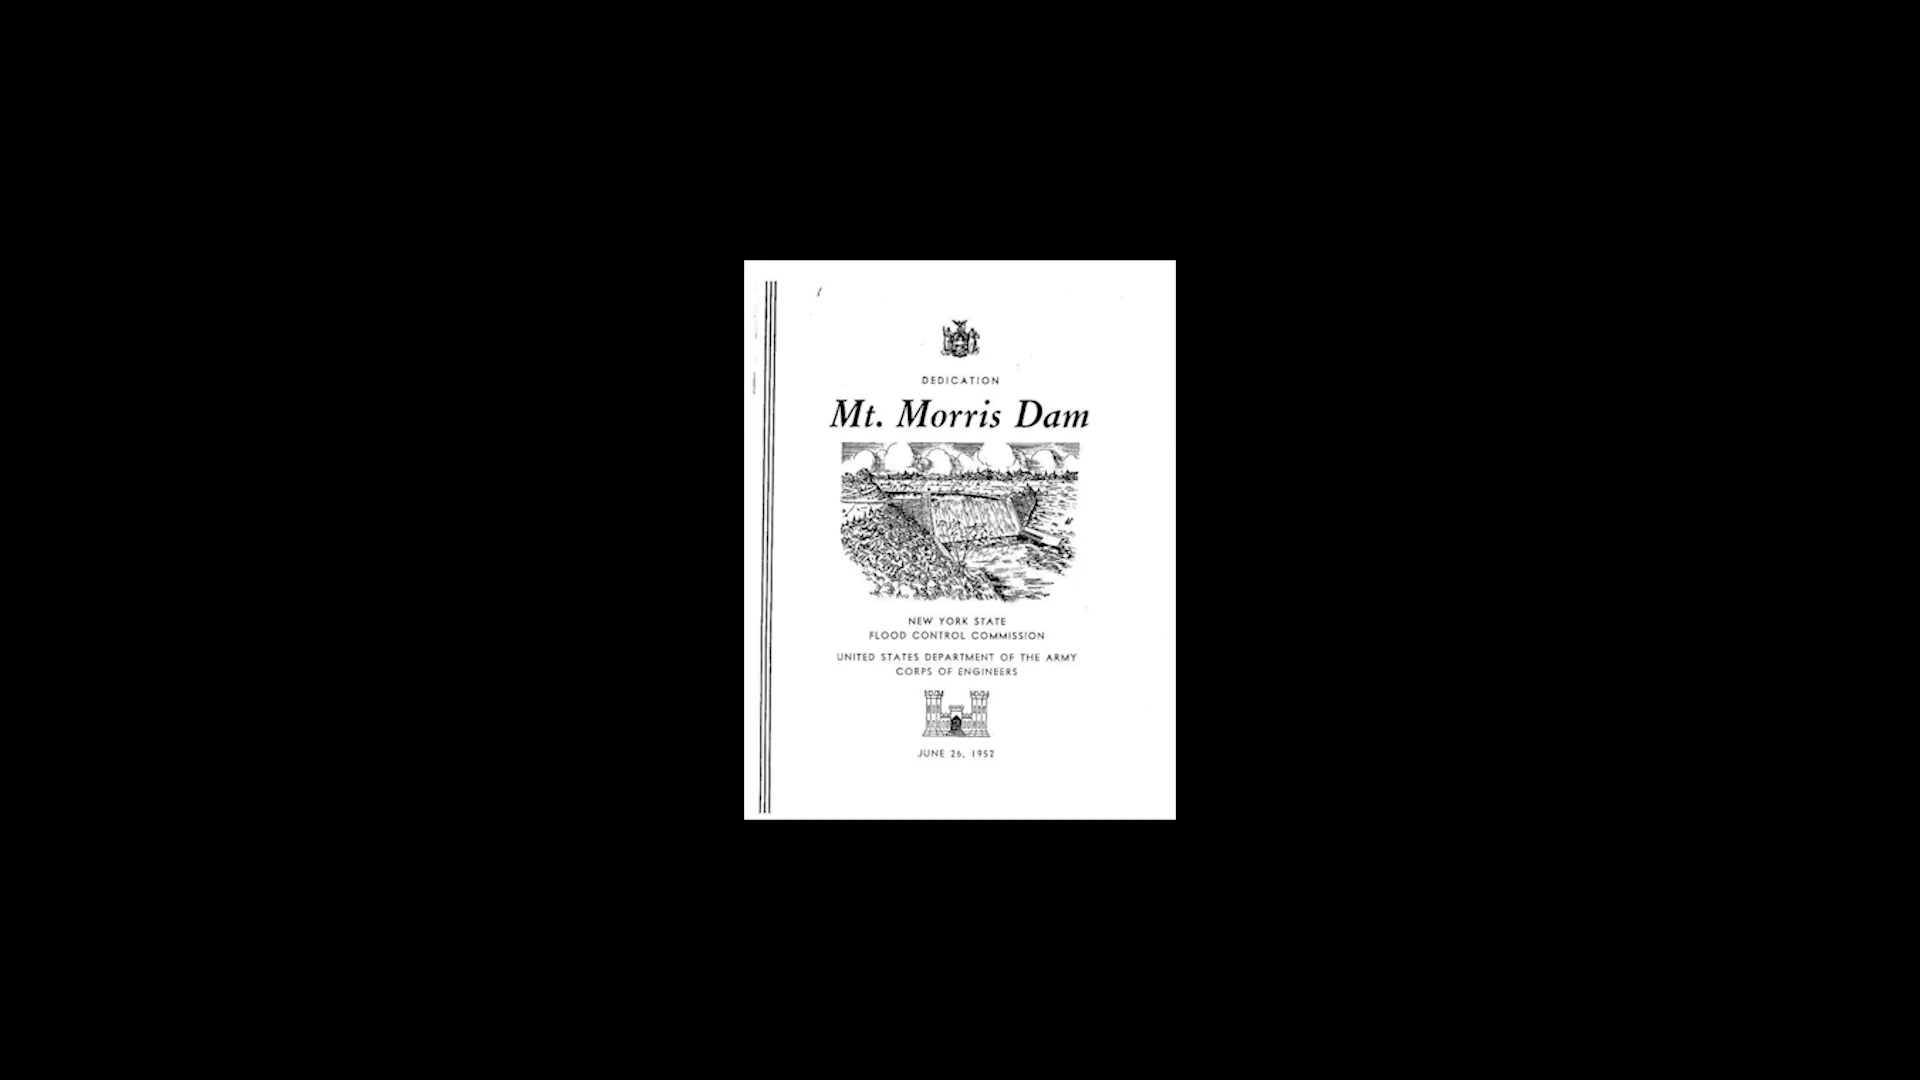 DEDICATION
Mt. Morris Dam
NEW YORK STATE
FLOOD CONTROL COMMISSION
UNITED STATES DEPARTMENT OF THE ARMY
CORPS OF ENGINEERS
JUNE 26, 1952